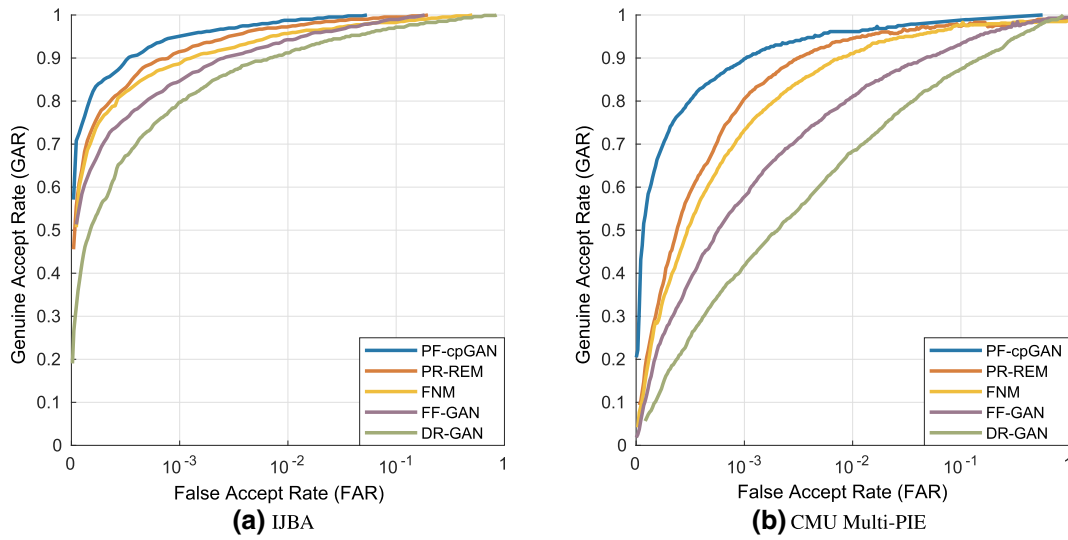 Genuine Accept Rate (GAR)
1
0.9
0.8
0.7
0.6
0.5
0.4
0.3
0.2
0.1
0
PF-cpGAN
PR-REM
FNM
FF-GAN
DR-GAN
0 10^-3 10^-2 10^-1 1
False Accept Rate (FAR)
(a) IJBA
Genuine Accept Rate (GAR)
1
0.9
0.8
0.7
0.6
0.5
0.4
0.3
0.2
0.1
0
PF-cpGAN
PR-REM
FNM
FF-GAN
DR-GAN
0 10^-3 10^-2 10^-1 1
False Accept Rate (FAR)
(b) CMU Multi-PIE